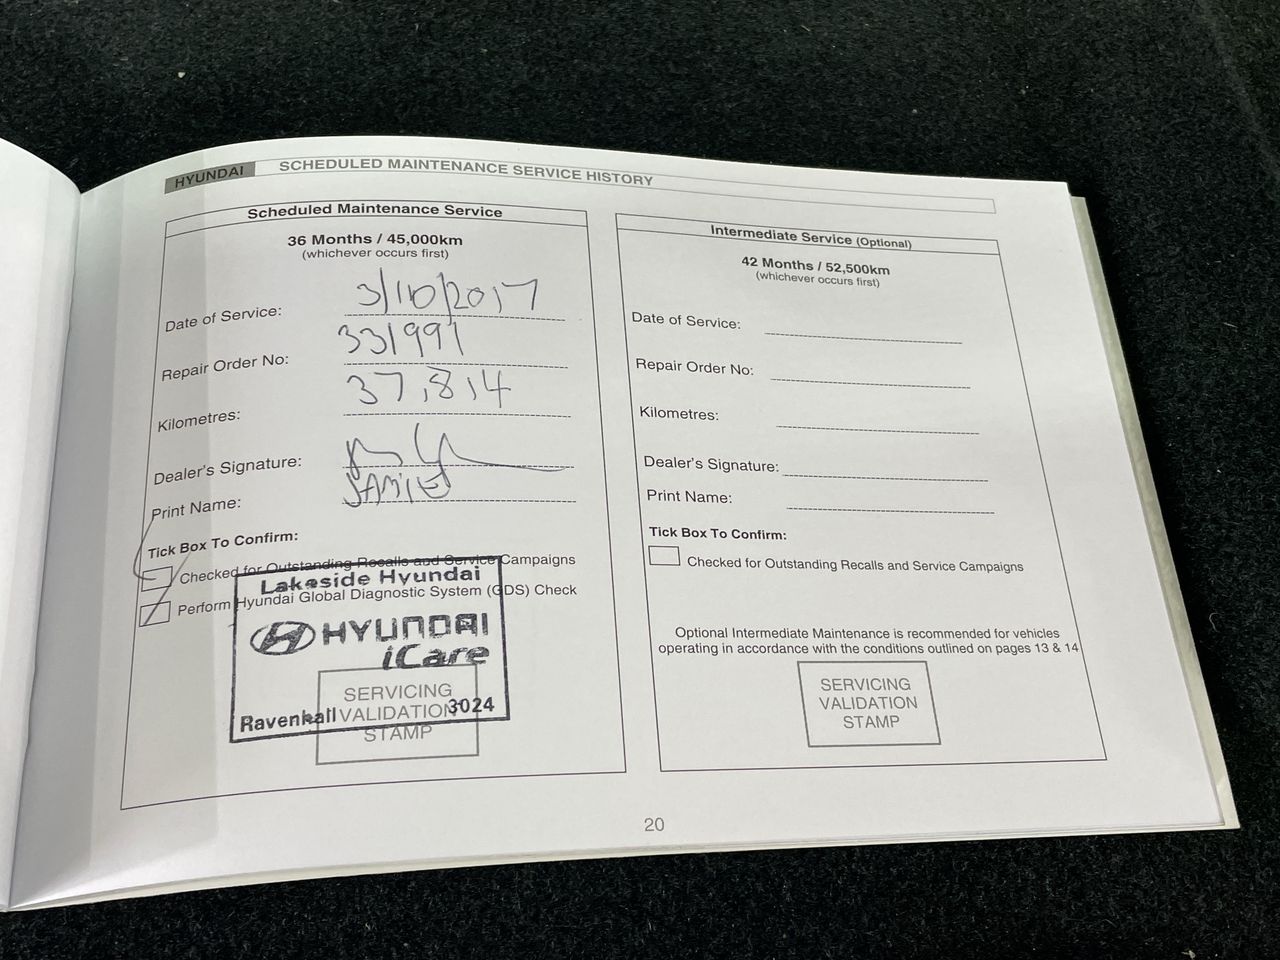 HYUNDAI SCHEDULED MAINTENANCE SERVICE HISTORY
Scheduled Maintenance Service
36 Months / 45,000km
(whichever occurs first)
Date of Service: 3/10/2017
Repair Order No: 331991
Kilometres: 37,814
Dealer's Signature:
Print Name:
Tick Box To Confirm:
Checked for Outstanding Recalls and Service Campaigns
Perform Hyundai Global Diagnostic System (GDS) Check
Lakeside Hyundai
HYUNDAI
iCare
Ravenhall 3024
SERVICING
VALIDATION
STAMP
Intermediate Service (Optional)
42 Months / 52,500km
(whichever occurs first)
Date of Service:
Repair Order No:
Kilometres:
Dealer's Signature:
Print Name:
Tick Box To Confirm:
Checked for Outstanding Recalls and Service Campaigns
Optional Intermediate Maintenance is recommended for vehicles
operating in accordance with the conditions outlined on pages 13 & 14
SERVICING
VALIDATION
STAMP
20